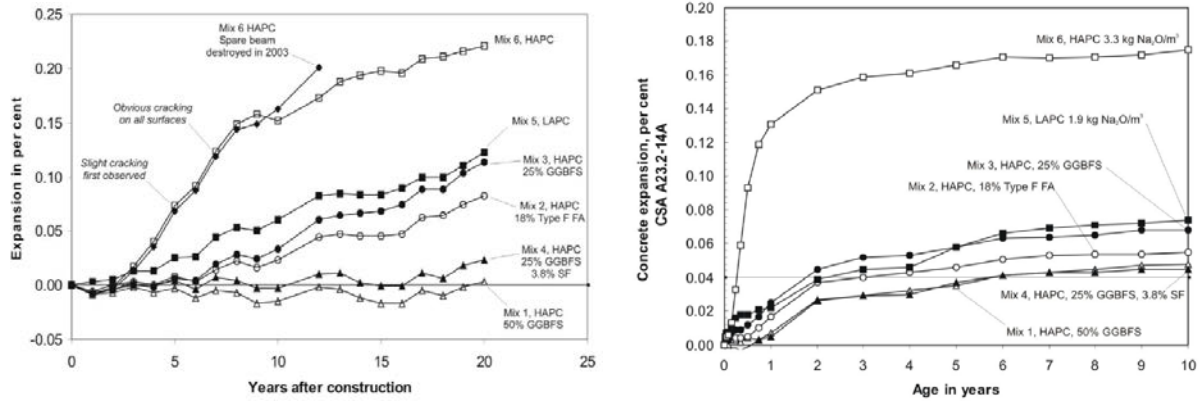 Mix 6 HAPC
Spare beam
destroyed in 2003
Mix 6, HAPC
Obvious cracking
on all surfaces
Slight cracking
first observed
Mix 5, LAPC
Mix 3, HAPC
25% GGBFS
Mix 2, HAPC
18% Type F FA
Mix 4, HAPC
25% GGBFS
3.8% SF
Mix 1, HAPC
50% GGBFS
Expansion in per cent
0.25
0.20
0.15
0.10
0.05
0.00
-0.05
0 5 10 15 20 25
Years after construction
Concrete expansion, per cent
CSA A23.2-14A
0.20
0.18
0.16
0.14
0.12
0.10
0.08
0.06
0.04
0.02
0.00
Mix 6, HAPC 3.3 kg Na₂O/m³
Mix 5, LAPC 1.9 kg Na₂O/m³
Mix 3, HAPC, 25% GGBFS
Mix 2, HAPC, 18% Type F FA
Mix 4, HAPC, 25% GGBFS, 3.8% SF
Mix 1, HAPC, 50% GGBFS
0 1 2 3 4 5 6 7 8 9 10
Age in years